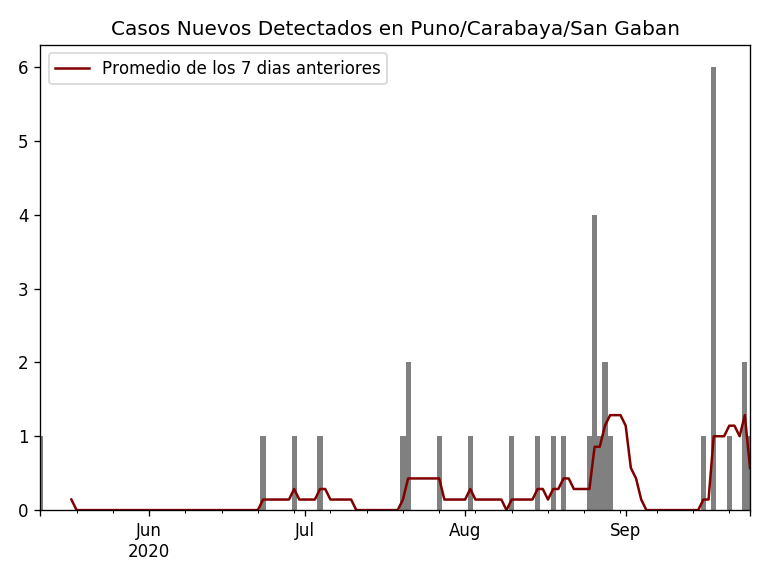 Casos Nuevos Detectados en Puno/Carabaya/San Gaban
Promedio de los 7 dias anteriores
6
5
4
3
2
1
0
Jun Jul Aug Sep
2020